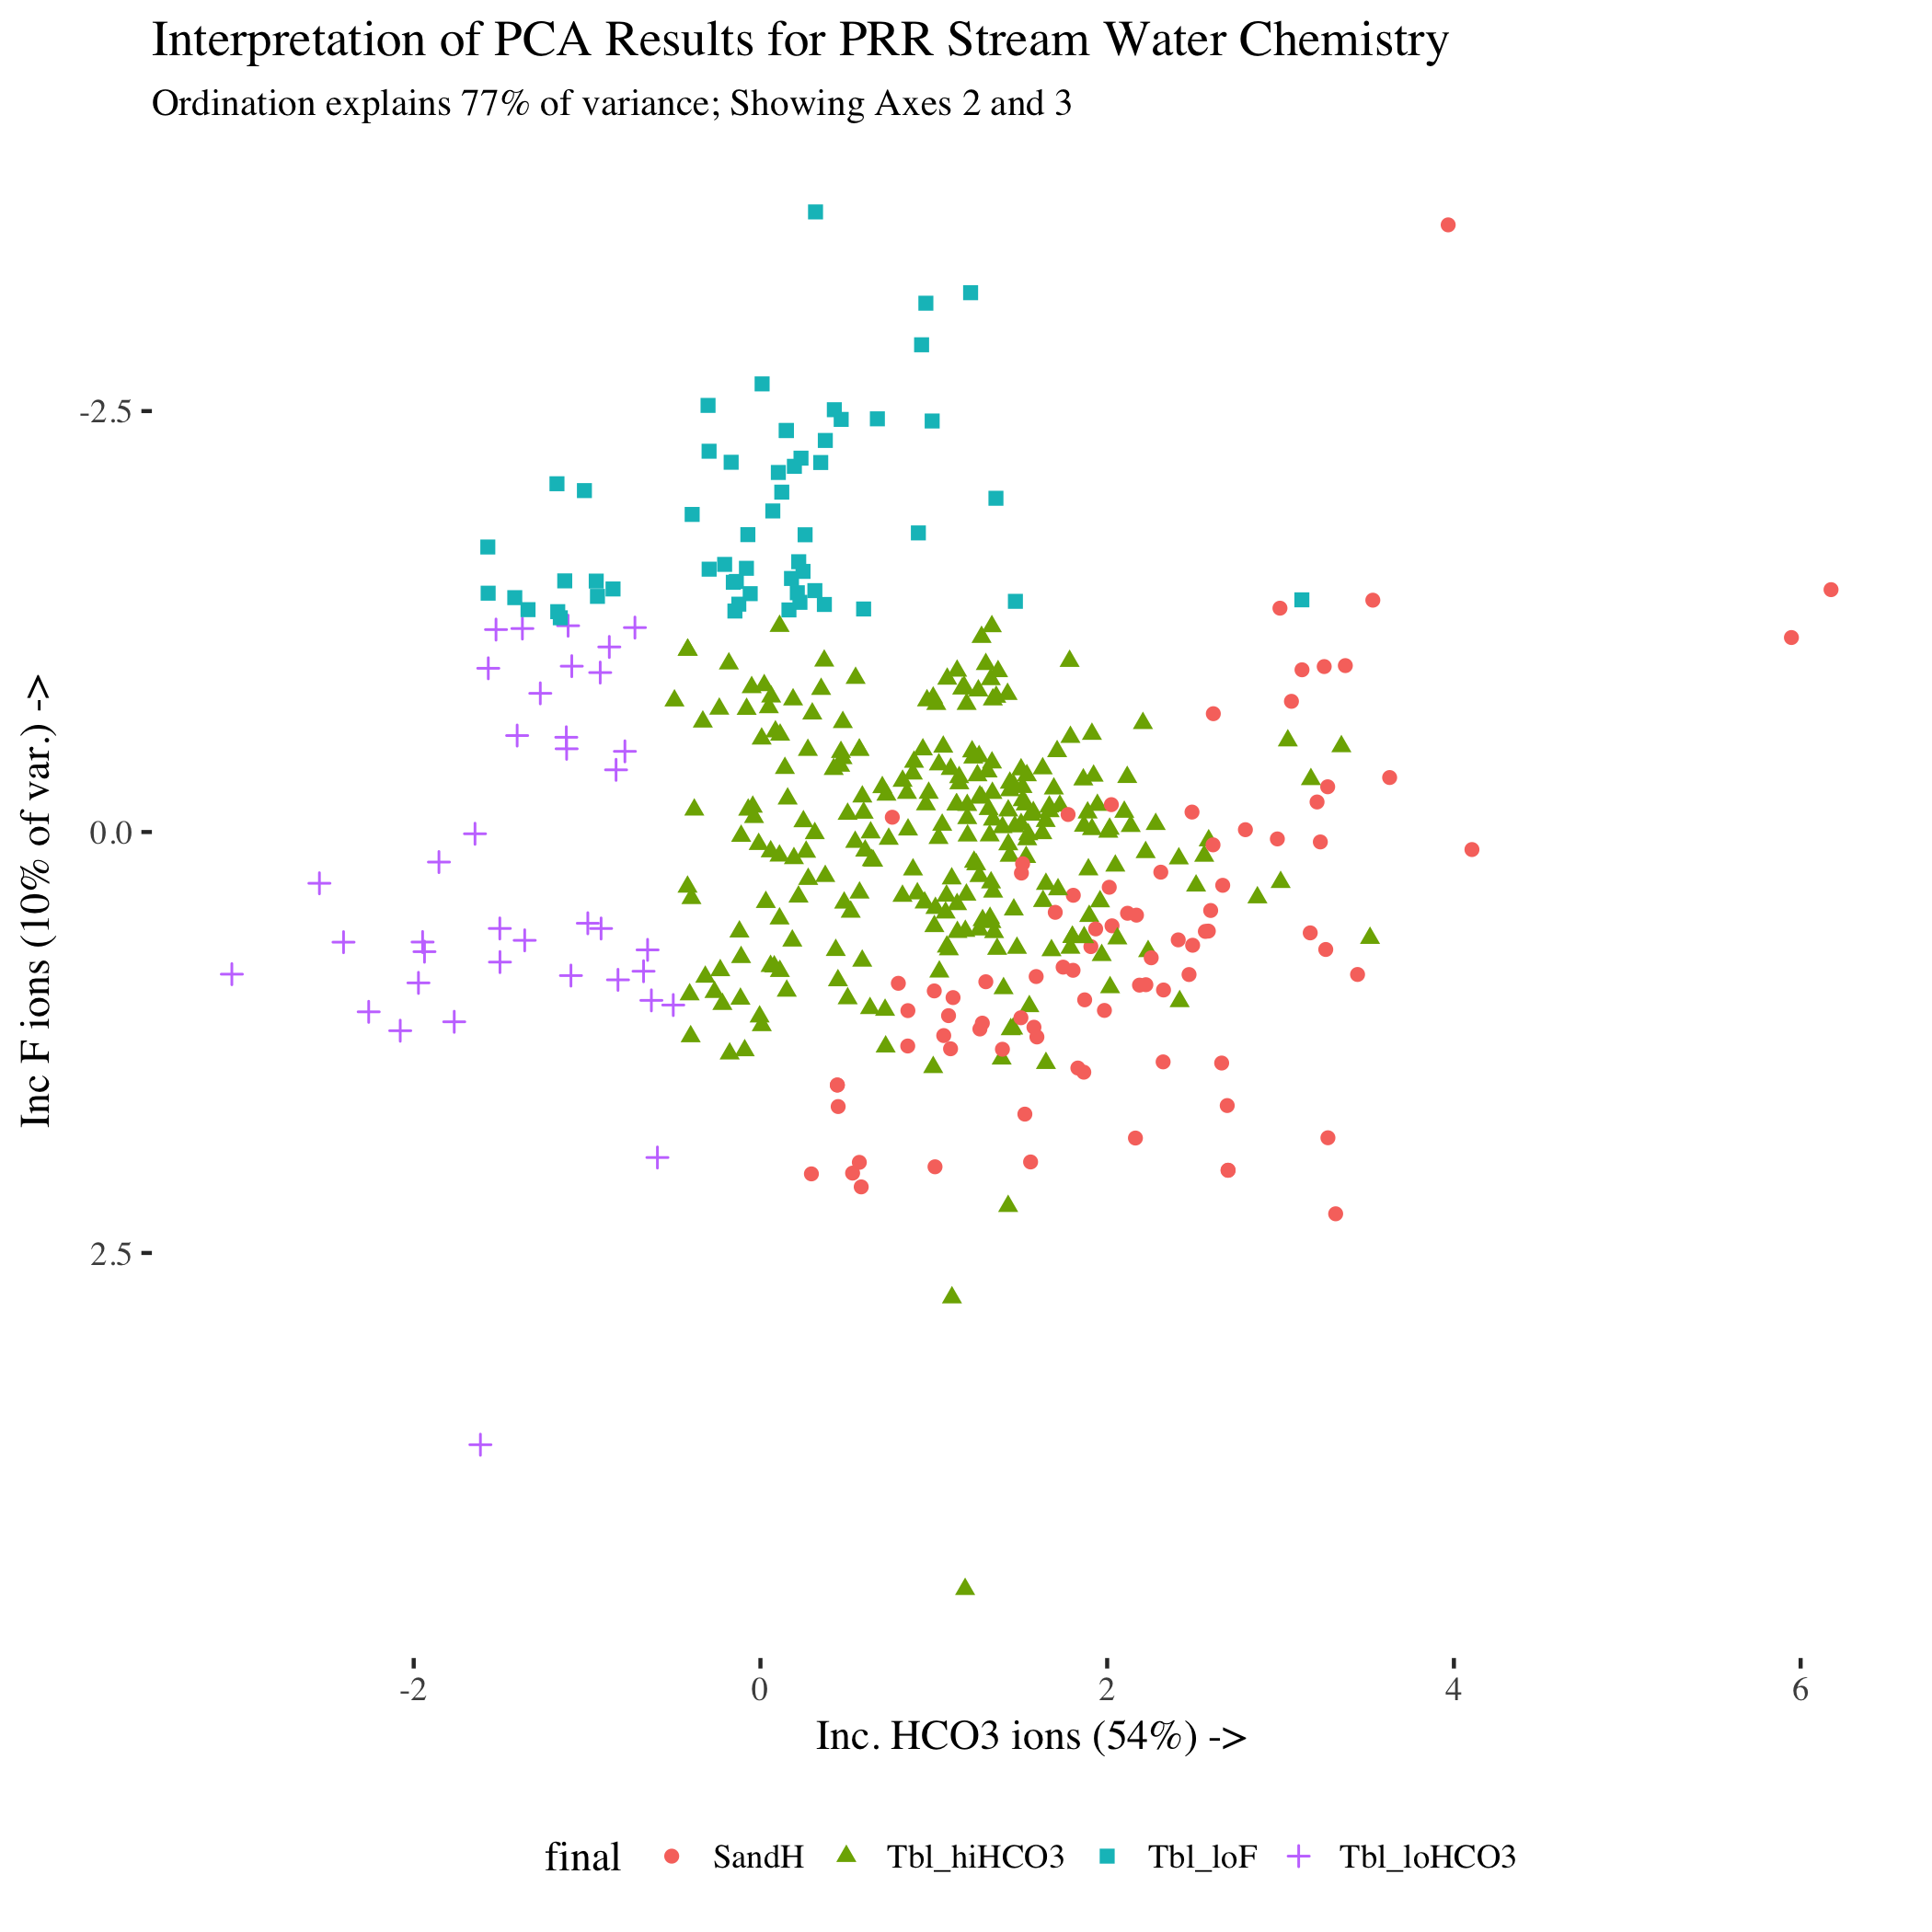 Interpretation of PCA Results for PRR Stream Water Chemistry
Ordination explains 77% of variance; Showing Axes 2 and 3
Inc F ions (10% of var.) ->
-2.5
0.0
2.5
-2 0 2 4 6
Inc. HCO3 ions (54%) ->
final SandH Tbl_hiHCO3 Tbl_loF Tbl_loHCO3